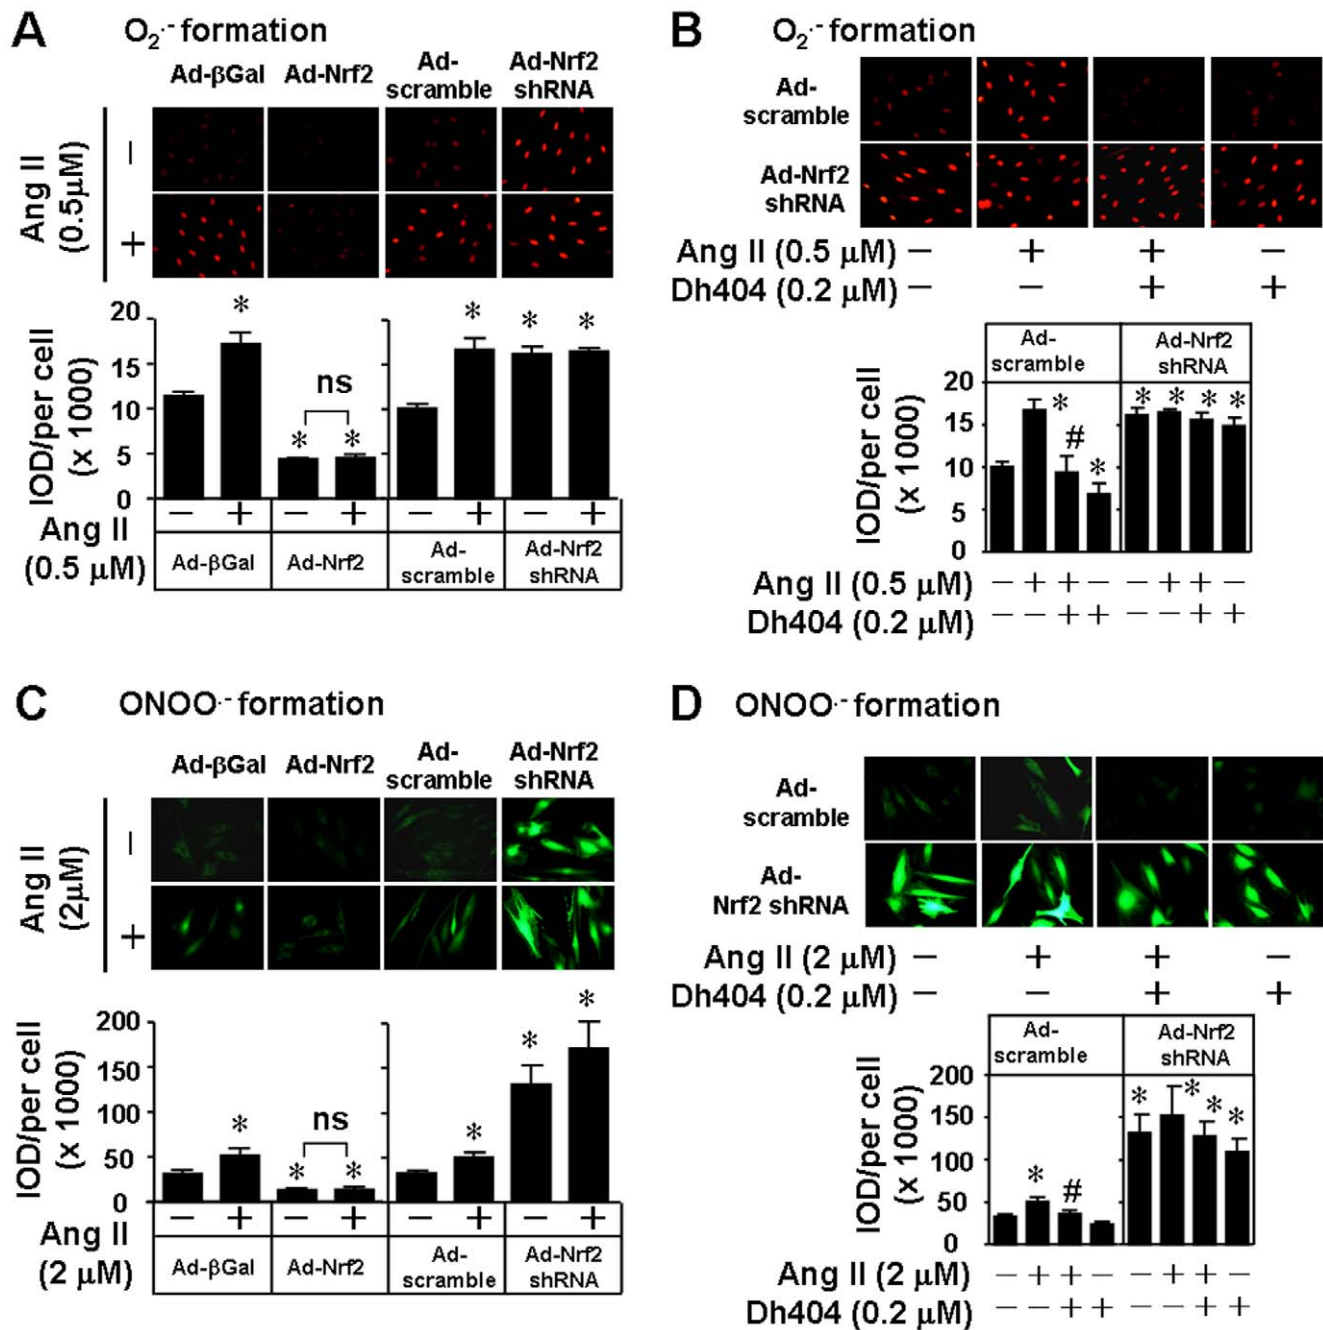 A O₂·- formation
Ad-βGal Ad-Nrf2 Ad-scramble Ad-Nrf2 shRNA
Ang II (0.5μM)
−
+
IOD/per cell (x 1000)
20
15
10
5
0
* ns * * * * *
− + − + − + − +
Ang II (0.5 μM)
Ad-βGal Ad-Nrf2 Ad-scramble Ad-Nrf2 shRNA
B O₂·- formation
Ad-scramble
Ad-Nrf2 shRNA
Ang II (0.5 μM) − + + −
Dh404 (0.2 μM) − − + +
Ad-scramble Ad-Nrf2 shRNA
IOD/per cell (x 1000)
20
15
10
5
0
* # * * * * *
Ang II (0.5 μM) − + + − − + + −
Dh404 (0.2 μM) − − + + − − + +
C ONOO·- formation
Ad-βGal Ad-Nrf2 Ad-scramble Ad-Nrf2 shRNA
Ang II (2μM)
−
+
IOD/per cell (x 1000)
200
150
100
50
0
* ns * * * * *
− + − + − + − +
Ang II (2 μM)
Ad-βGal Ad-Nrf2 Ad-scramble Ad-Nrf2 shRNA
D ONOO·- formation
Ad-scramble
Ad-Nrf2 shRNA
Ang II (2 μM) − + + −
Dh404 (0.2 μM) − − + +
Ad-scramble Ad-Nrf2 shRNA
IOD/per cell (x 1000)
200
150
100
50
0
* # * * * *
Ang II (2 μM) − + + − − + + −
Dh404 (0.2 μM) − − + + − − + +